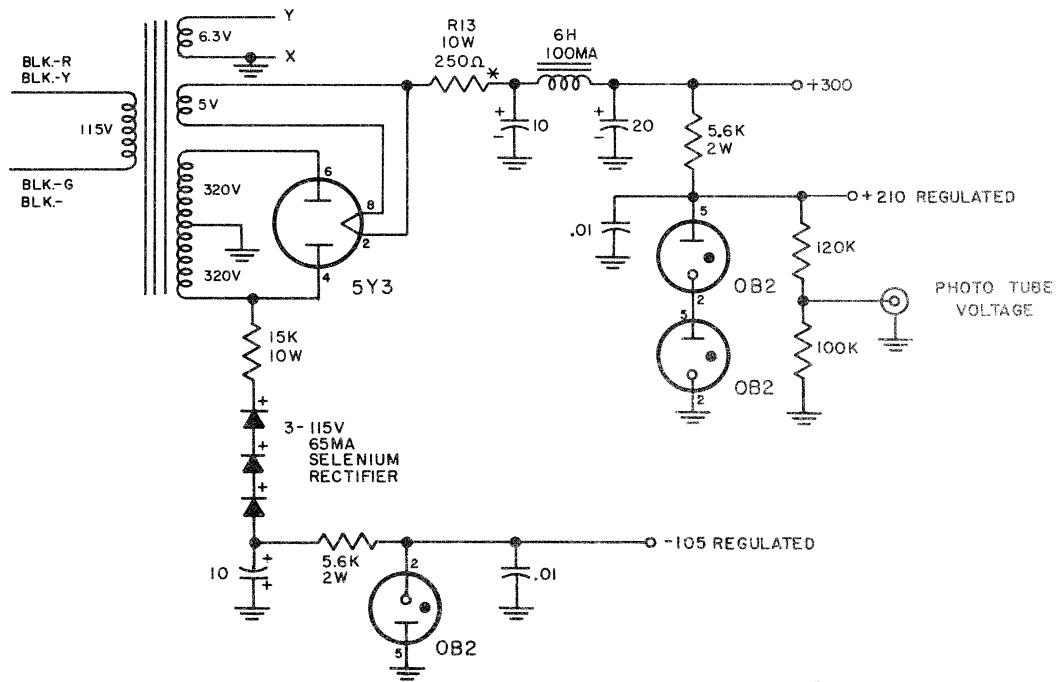 Y
6.3V
X
BLK.-R
BLK.-Y
115V
BLK.-G
BLK.-
5V
320V
320V
6
8
2
4
5Y3
R13
10W
250Ω
*
6H
100MA
+
10
-
+
20
-
+300
5.6K
2W
+210 REGULATED
.01
5
OB2
2
5
OB2
2
120K
100K
PHOTO TUBE
VOLTAGE
15K
10W
+
+
+
3-115V
65MA
SELENIUM
RECTIFIER
10
+
+
5.6K
2W
-105 REGULATED
2
.01
OB2
5